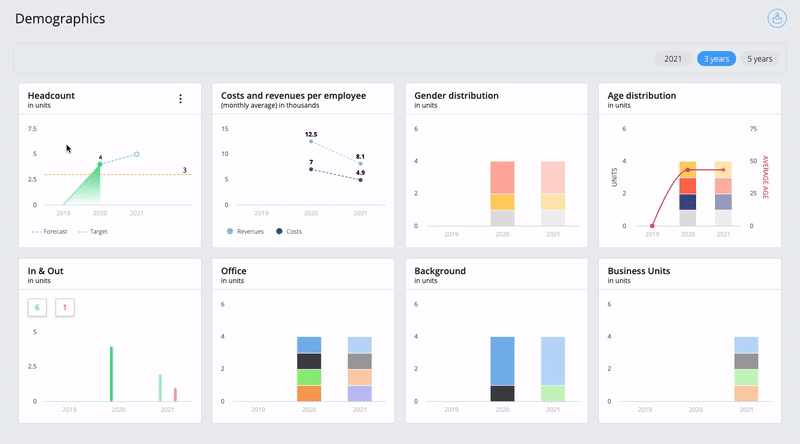 Demographics
2021 3 years 5 years
Headcount
in units
7.5
5
2.5
0
4
3
2019 2020 2021
Forecast Target
Costs and revenues per employee
(monthly average) in thousands
15
10
5
0
12.5
8.1
7
4.9
2019 2020 2021
Revenues Costs
Gender distribution
in units
6
4
2
0
2019 2020 2021
Age distribution
in units
6
4
2
0
UNITS
75
50
25
0
AVERAGE AGE
2019 2020 2021
In & Out
in units
6 1
5
2.5
0
2019 2020 2021
Office
in units
6
4
2
0
2019 2020 2021
Background
in units
6
4
2
0
2019 2020 2021
Business Units
in units
6
4
2
0
2019 2020 2021